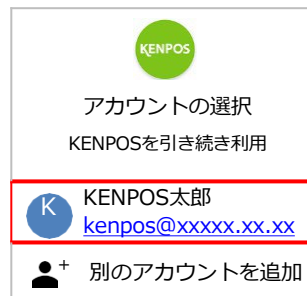 KENPOS
アカウントの選択
KENPOSを引き続き利用
K
KENPOS太郎
kenpos@xxxxx.xx.xx
別のアカウントを追加